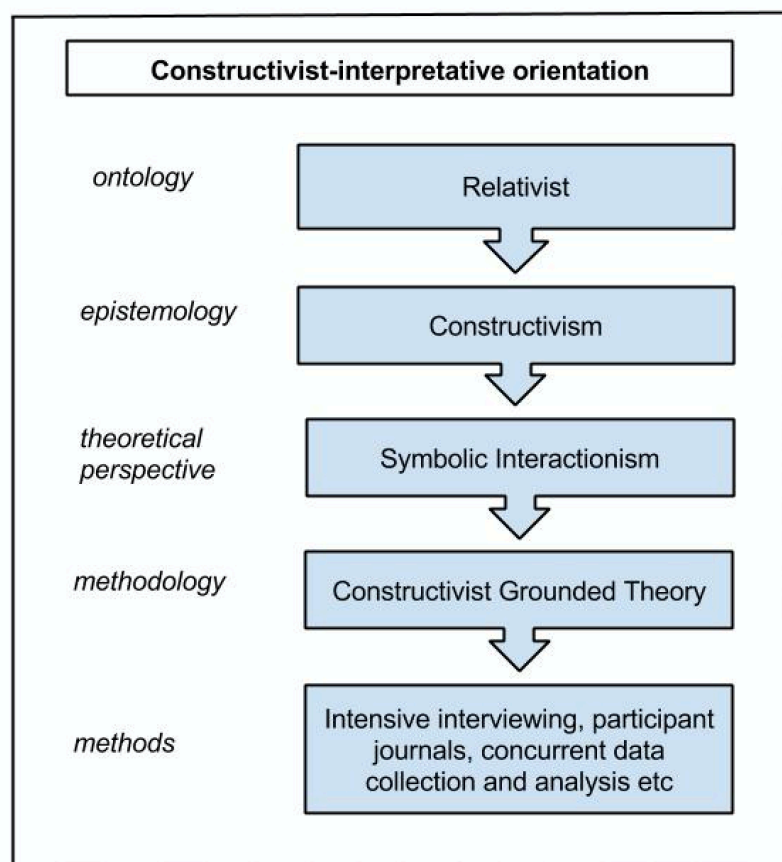 Constructivist-interpretative orientation
ontology
Relativist
epistemology
Constructivism
theoretical
perspective
Symbolic Interactionism
methodology
Constructivist Grounded Theory
methods
Intensive interviewing, participant
journals, concurrent data
collection and analysis etc